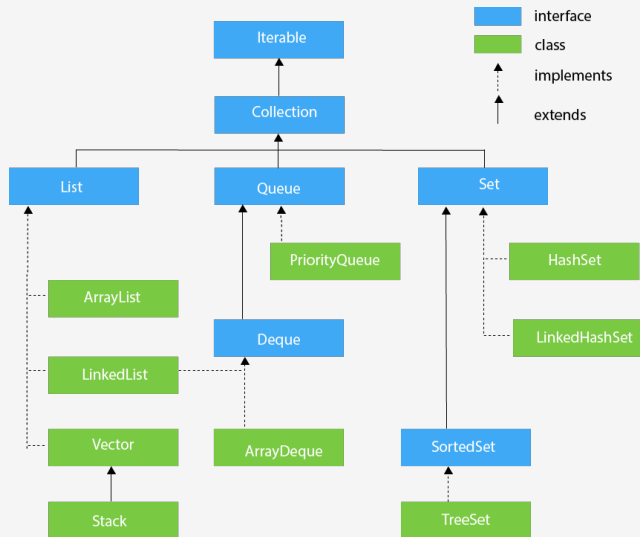 Iterable
interface
class
implements
extends
Collection
List
Queue
Set
PriorityQueue
HashSet
ArrayList
Deque
LinkedHashSet
LinkedList
Vector
ArrayDeque
SortedSet
Stack
TreeSet